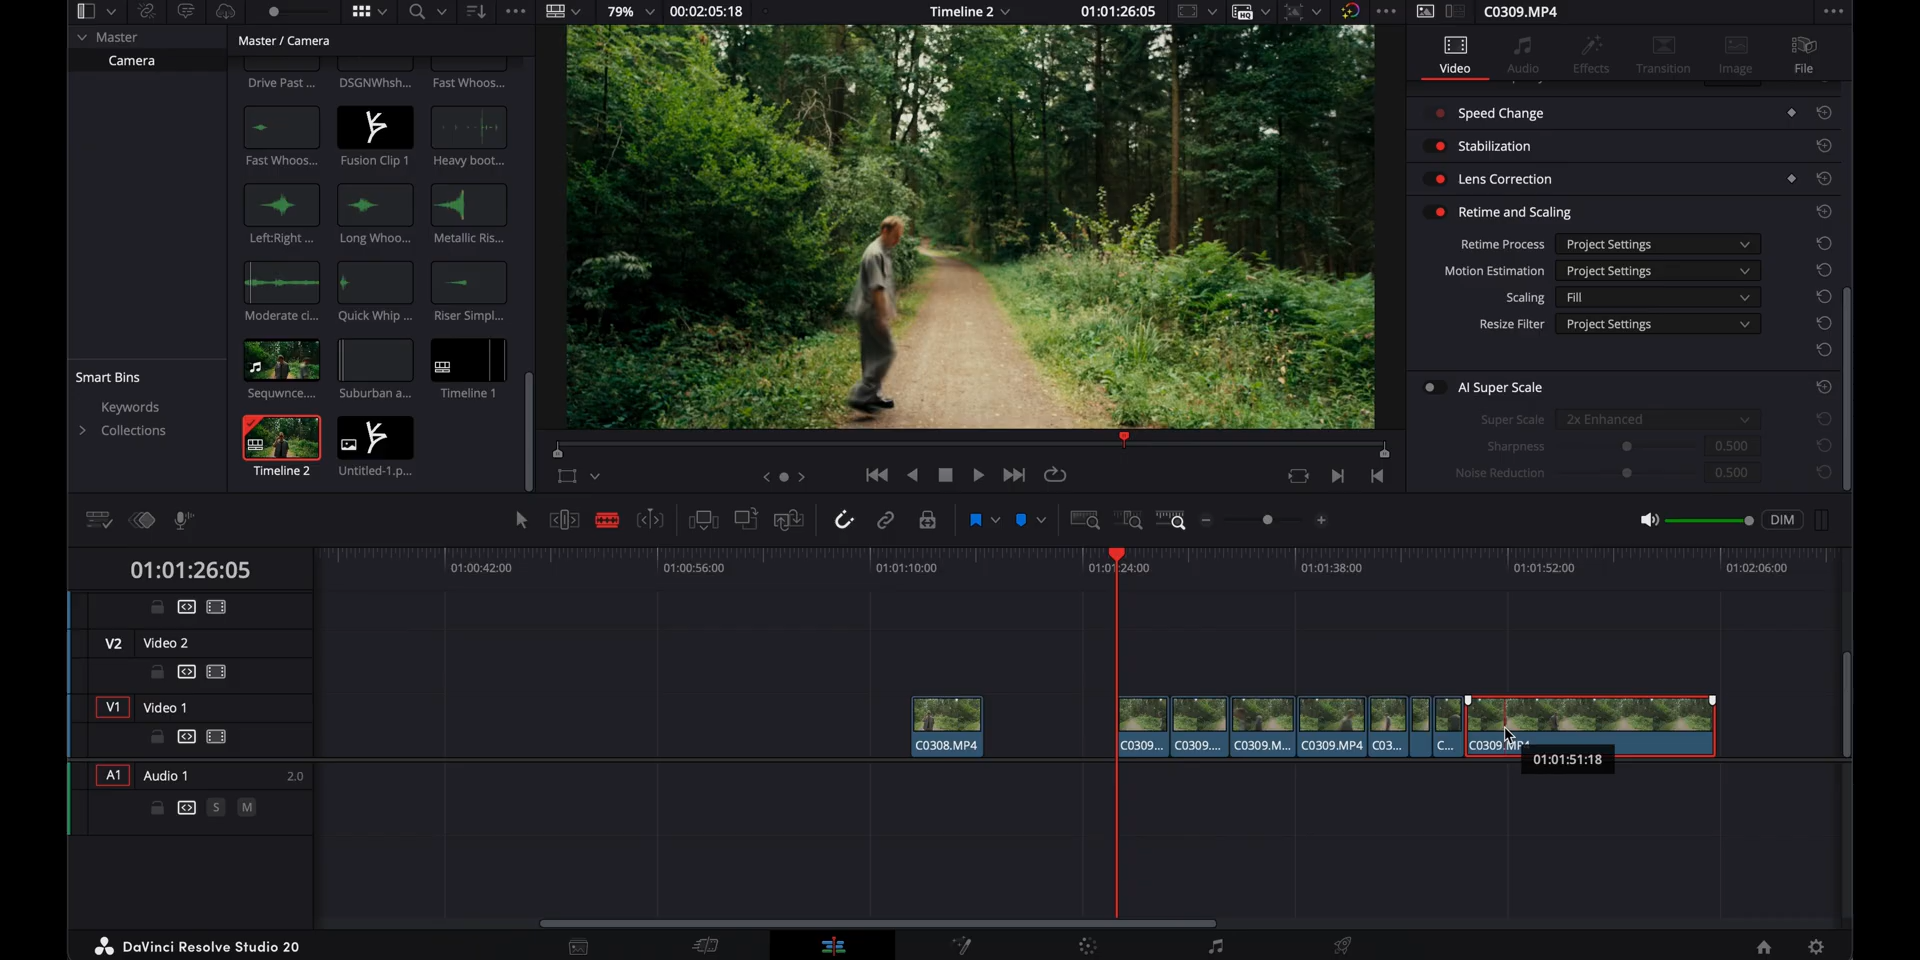 79%
00:02:05:18
Timeline 2
01:01:26:05
C0309.MP4
Master
Camera
Master / Camera
Drive Past ...
DSGNWhsh...
Fast Whoos...
Fast Whoos...
Fusion Clip 1
Heavy boot...
Left:Right ...
Long Whoo...
Metallic Ris...
Moderate ci...
Quick Whip ...
Riser Simpl...
Sequwnce....
Suburban a...
Timeline 1
Timeline 2
Untitled-1.p...
Smart Bins
Keywords
Collections
Video
Audio
Effects
Transition
Image
File
Speed Change
Stabilization
Lens Correction
Retime and Scaling
Retime Process
Project Settings
Motion Estimation
Project Settings
Scaling
Fill
Resize Filter
Project Settings
AI Super Scale
Super Scale
2x Enhanced
Sharpness
0.500
Noise Reduction
0.500
DIM
01:01:26:05
01:00:42:00
01:00:56:00
01:01:10:00
01:01:24:00
01:01:38:00
01:01:52:00
01:02:06:00
V2
Video 2
V1
Video 1
C0308.MP4
C0309...
C0309....
C0309.M...
C0309.MP4
C03...
C...
C0309.MP4
01:01:51:18
A1
Audio 1
2.0
S
M
DaVinci Resolve Studio 20